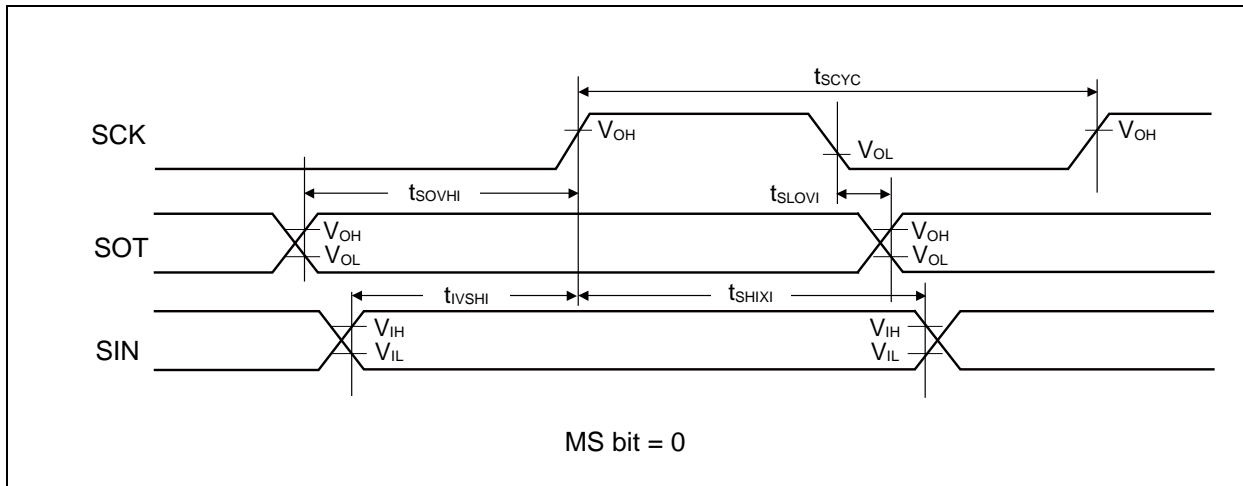 tSCYC
SCK
VOH
VOL
VOH
tSOVHI
tSLOVI
SOT
VOH
VOL
VOH
VOL
tIVSHI
tSHIXI
SIN
VIH
VIL
VIH
VIL
MS bit = 0